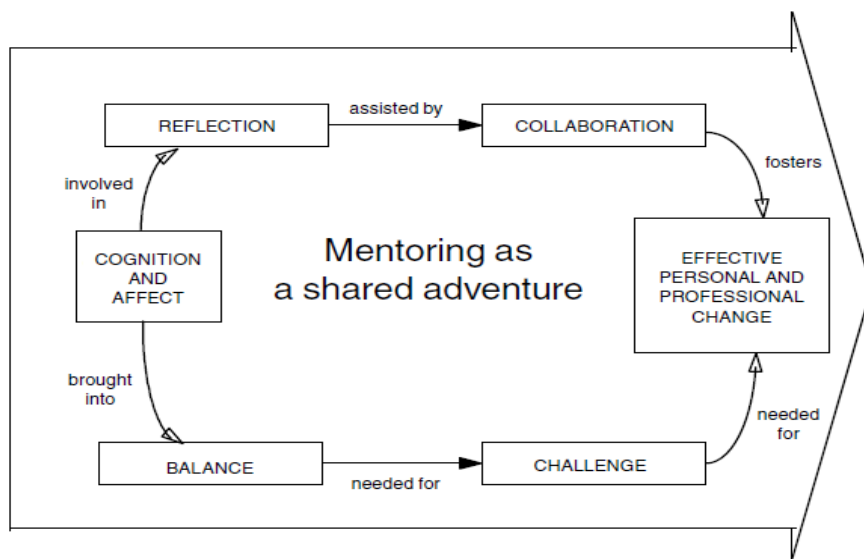 REFLECTION
assisted by
COLLABORATION
involved
in
fosters
COGNITION
AND
AFFECT
Mentoring as
a shared adventure
EFFECTIVE
PERSONAL AND
PROFESSIONAL
CHANGE
brought
into
needed
for
BALANCE
needed for
CHALLENGE